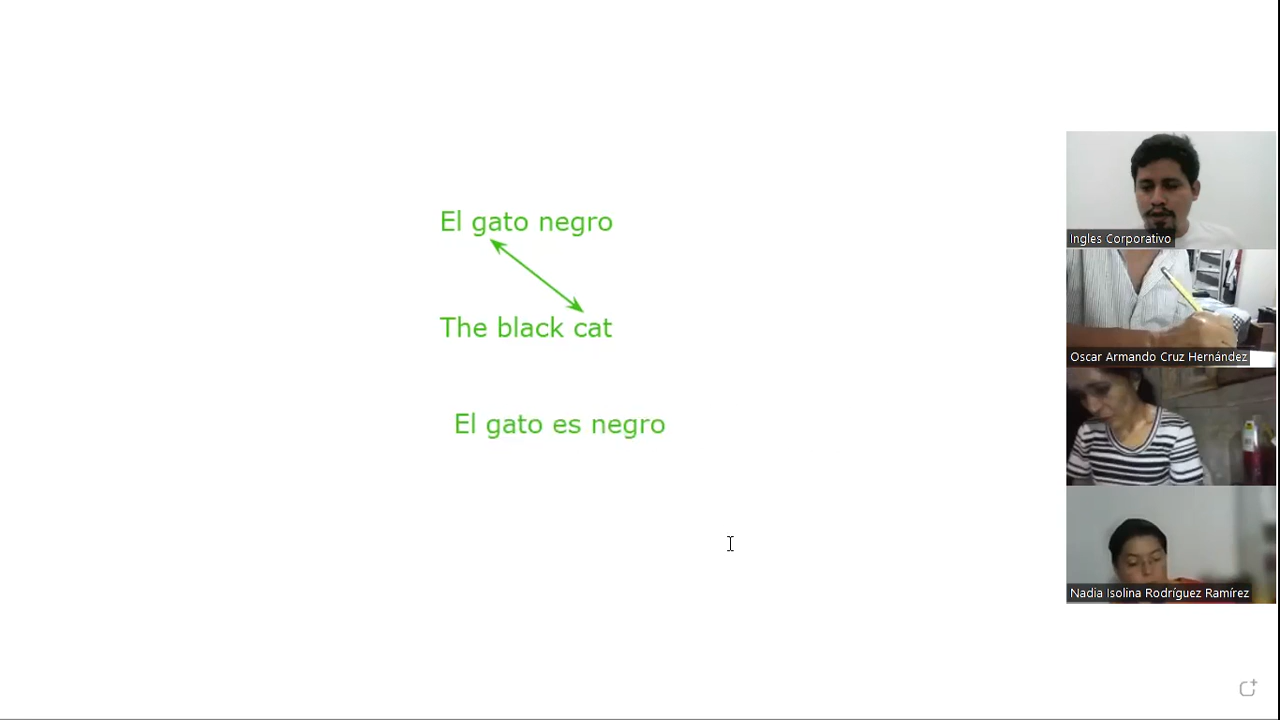 El gato negro
The black cat
El gato es negro
Ingles Corporativo
Oscar Armando Cruz Hernández
Nadia Isolina Rodríguez Ramírez